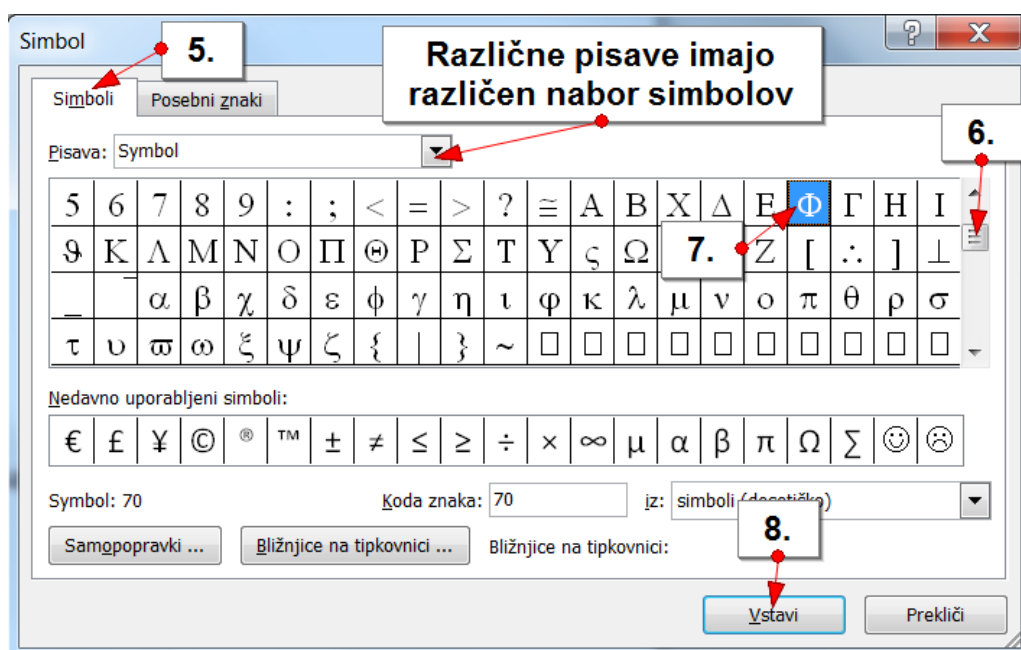 Simbol
5.
Različne pisave imajo
različen nabor simbolov
Simboli Posebni znaki
6.
Pisava: Symbol
5 6 7 8 9 : ; < = > ? ≅ Α Β Χ Δ Ε Φ Γ Η Ι
ϑ Κ Λ Μ Ν Ο Π Θ Ρ Σ Τ Υ ς Ω 7. Ζ [ ∴ ] ⊥
_ ‾ α β χ δ ε φ γ η ι ϕ κ λ μ ν ο π θ ρ σ
τ υ ϖ ω ξ ψ ζ { | } ~ □ □ □ □ □ □ □ □ □ □
Nedavno uporabljeni simboli:
€ £ ¥ © ® ™ ± ≠ ≤ ≥ ÷ × ∞ µ α β π Ω ∑ ☺ ☹
Symbol: 70 Koda znaka: 70 iz: simboli
8.
Samopopravki ... Bližnjice na tipkovnici ... Bližnjice na tipkovnici:
Vstavi Prekliči